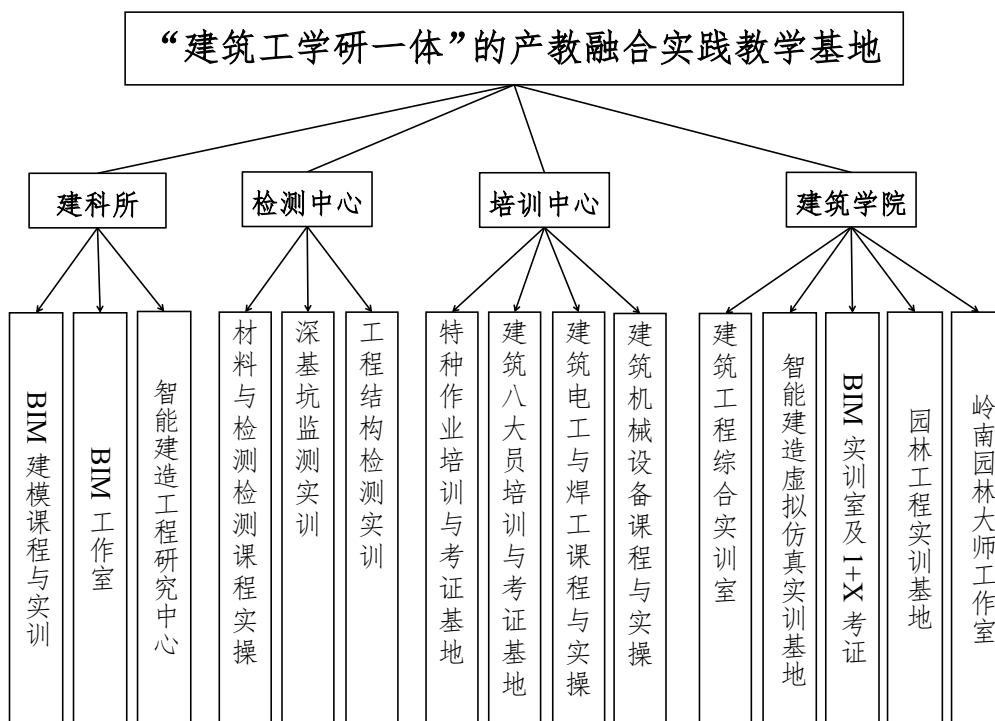 “建筑工学研一体”的产教融合实践教学基地
建科所
检测中心
培训中心
建筑学院
BIM 建模课程与实训
BIM 工作室
智能建造工程研究中心
材料与检测检测课程实操
深基坑监测实训
工程结构检测实训
特种作业培训与考证基地
建筑八大员培训与考证基地
建筑电工与焊工课程与实操
建筑机械设备课程与实操
建筑工程综合实训室
智能建造虚拟仿真实训基地
BIM 实训室及 1+X 考证
园林工程实训基地
岭南园林大师工作室